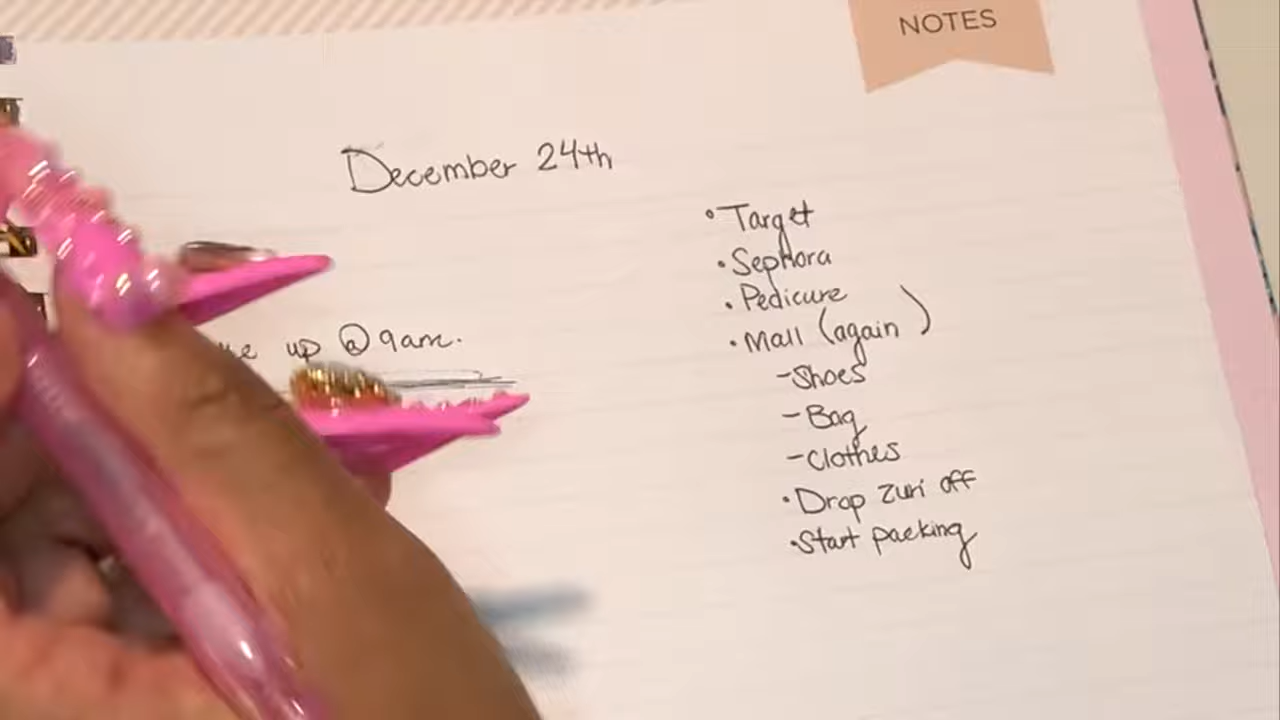 NOTES
December 24th
up @ 9am.
• Target
• Sephora
• Pedicure
• Mall (again)
- Shoes
- Bag
- Clothes
• Drop Zuri off
• Start packing